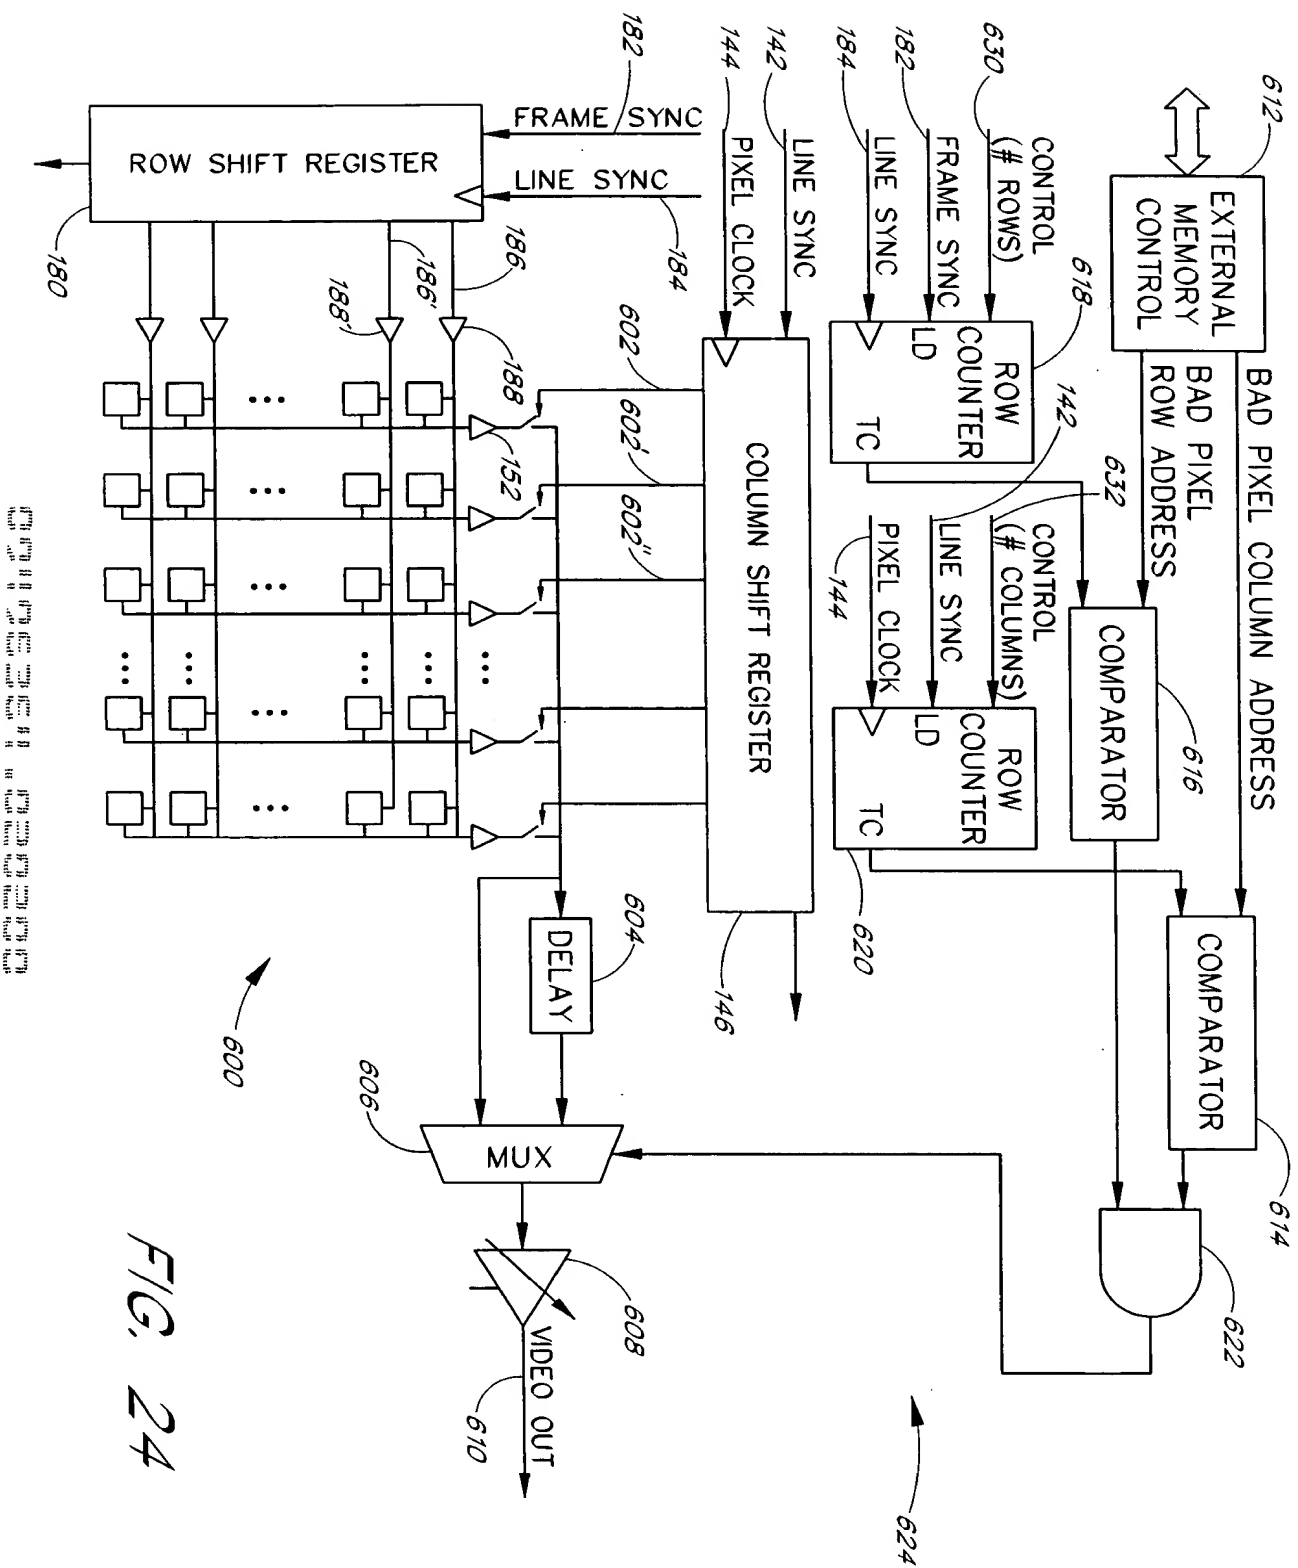 612
EXTERNAL
MEMORY
CONTROL
BAD PIXEL COLUMN ADDRESS
BAD PIXEL
ROW ADDRESS
COMPARATOR
616
COMPARATOR
614
622
624
630
CONTROL
(# ROWS)
182
FRAME SYNC
184
LINE SYNC
618
ROW
COUNTER
LD
TC
632
CONTROL
(# COLUMNS)
142
LINE SYNC
144
PIXEL CLOCK
ROW
COUNTER
LD
TC
620
142
LINE SYNC
144
PIXEL CLOCK
COLUMN SHIFT REGISTER
146
182
FRAME SYNC
184
LINE SYNC
ROW SHIFT REGISTER
180
186
186'
188
188'
152
602
602'
602"
604
DELAY
606
MUX
608
VIDEO OUT
610
600
FIG. 24